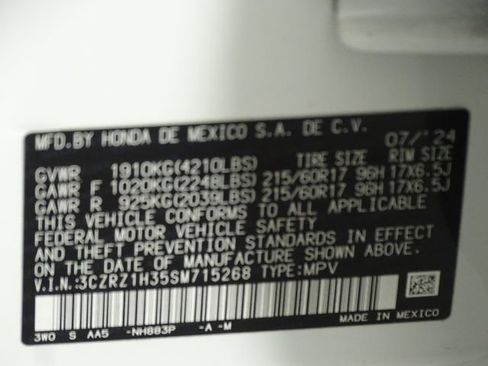 MFD.BY HONDA DE MEXICO S.A. DE C.V. 07/'24
GVWR 1910KG(4210LBS) RIM SIZE
GAWR F 1020KG(2248LBS) 215/60R17 96H 17X6.5J
GAWR R 925KG(2039LBS) 215/60R17 96H 17X6.5J
THIS VEHICLE CONFORMS TO ALL APPLICABLE
FEDERAL MOTOR VEHICLE SAFETY AND THEFT
PREVENTION STANDARDS IN EFFECT ON THE
DATE OF MANUFACTURE SHOWN ABOVE.
V.I.N.:3CZRZ1H35SM715268 TYPE:MPV
3W0 S AA5 -NH883P -A -M
MADE IN MEXICO